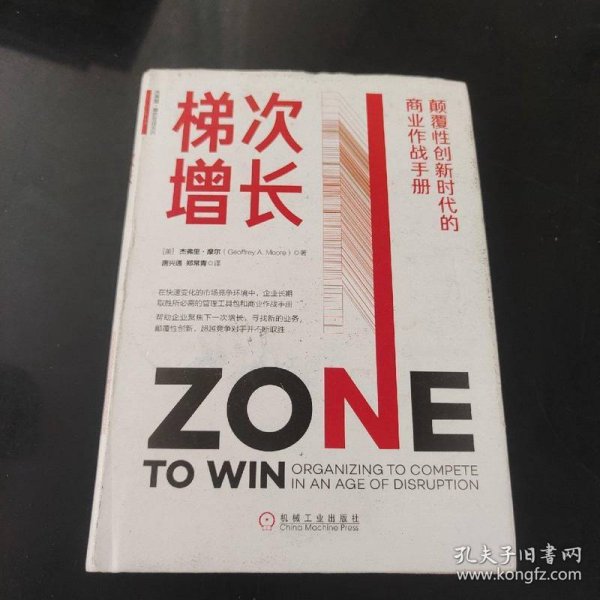 梯次
增长
颠覆性创新时代的
商业作战手册
[美] 杰弗里·摩尔（Geoffrey A. Moore）◎著
唐兴通 郑常青◎译
在快速变化的市场竞争环境中，企业长期
取胜所必需的管理工具包和商业作战手册
帮助企业聚焦下一次增长，寻找新的业务，
颠覆性创新，超越竞争对手并不断取胜
ZONE
TO WIN
ORGANIZING TO COMPETE
IN AN AGE OF DISRUPTION
机械工业出版社
China Machine Press
孔夫子旧书网
www.kongfz.com